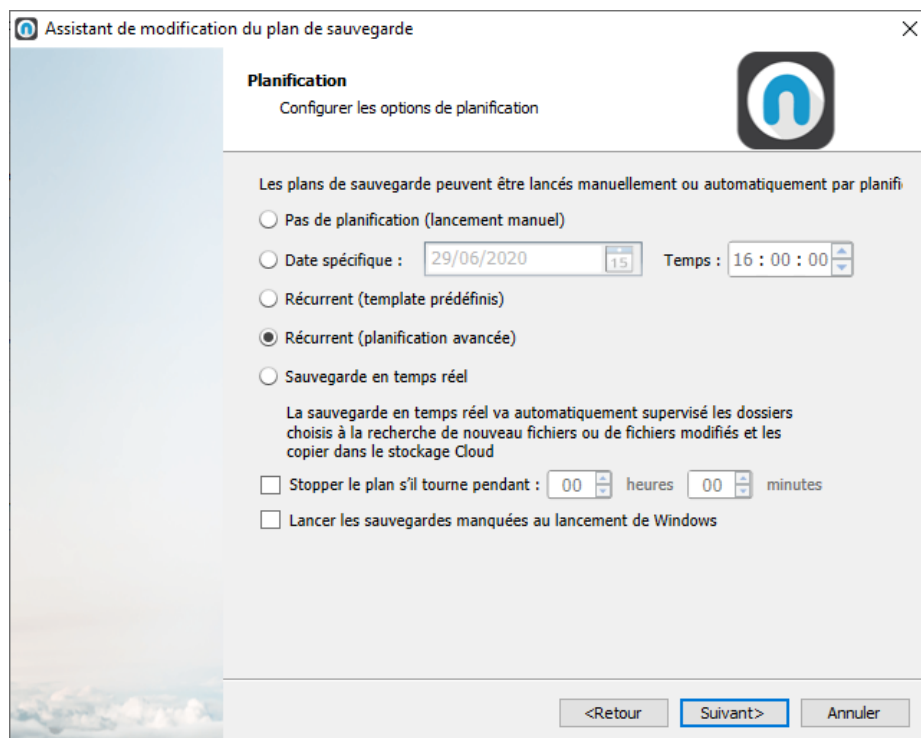 Assistant de modification du plan de sauvegarde
Planification
Configurer les options de planification
Les plans de sauvegarde peuvent être lancés manuellement ou automatiquement par planifi
Pas de planification (lancement manuel)
Date spécifique : 29/06/2020 15 Temps : 16 : 00 : 00
Récurrent (template prédéfinis)
Récurrent (planification avancée)
Sauvegarde en temps réel
La sauvegarde en temps réel va automatiquement supervisé les dossiers
choisis à la recherche de nouveau fichiers ou de fichiers modifiés et les
copier dans le stockage Cloud
Stopper le plan s'il tourne pendant : 00 heures 00 minutes
Lancer les sauvegardes manquées au lancement de Windows
<Retour Suivant> Annuler